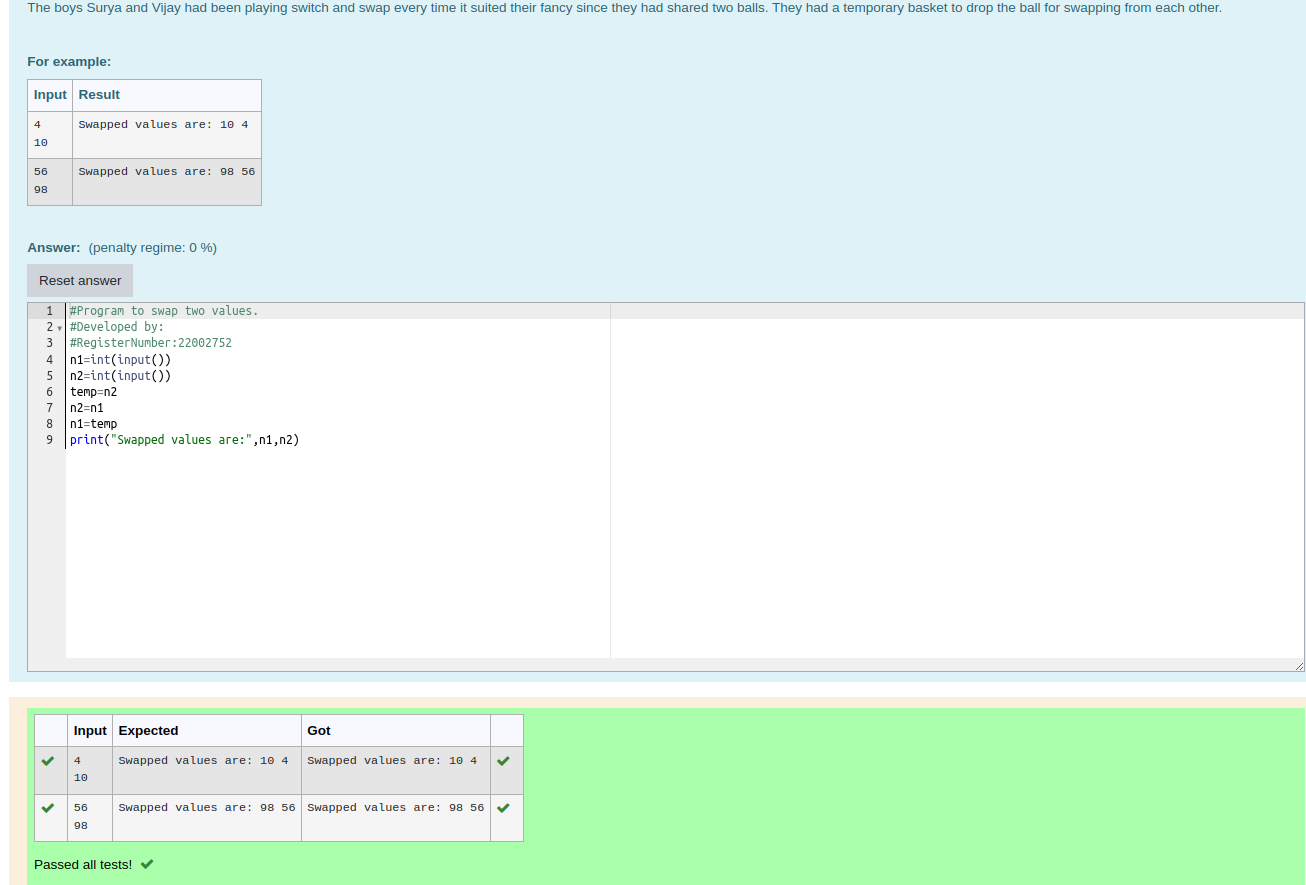 The boys Surya and Vijay had been playing switch and swap every time it suited their fancy since they had shared two balls. They had a temporary basket to drop the ball for swapping from each other.
For example:
Input Result
4 Swapped values are: 10 4
10
56 Swapped values are: 98 56
98
Answer: (penalty regime: 0 %)
Reset answer
1 #Program to swap two values.
2 #Developed by:
3 #RegisterNumber:22002752
4 n1=int(input())
5 n2=int(input())
6 temp=n2
7 n2=n1
8 n1=temp
9 print("Swapped values are:",n1,n2)
Input Expected Got
4 Swapped values are: 10 4 Swapped values are: 10 4
10
56 Swapped values are: 98 56 Swapped values are: 98 56
98
Passed all tests!